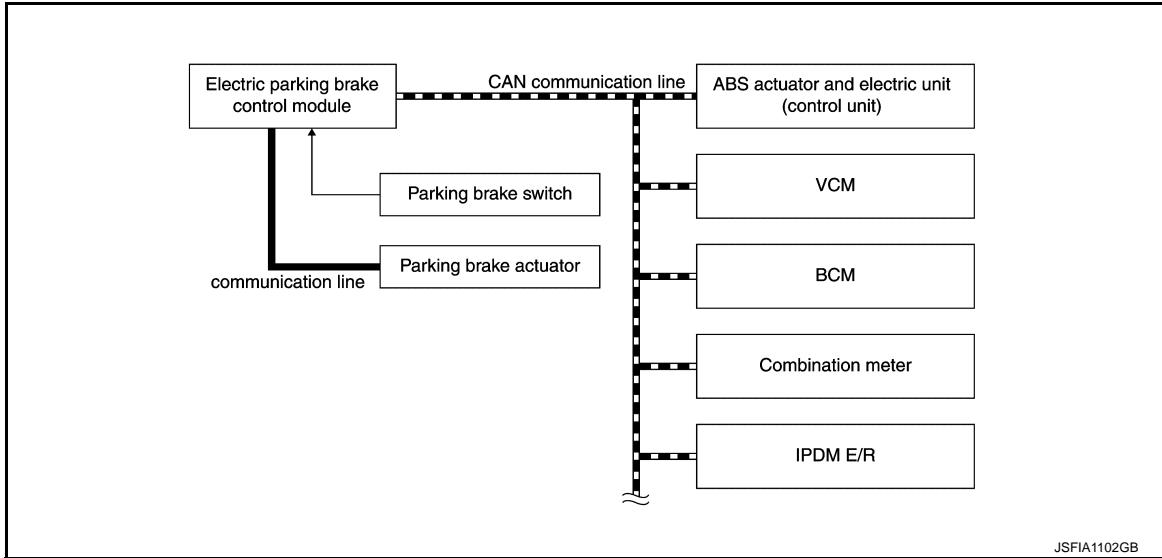 Electric parking brake
control module
CAN communication line
ABS actuator and electric unit
(control unit)
Parking brake switch
VCM
Parking brake actuator
communication line
BCM
Combination meter
IPDM E/R
JSFIA1102GB